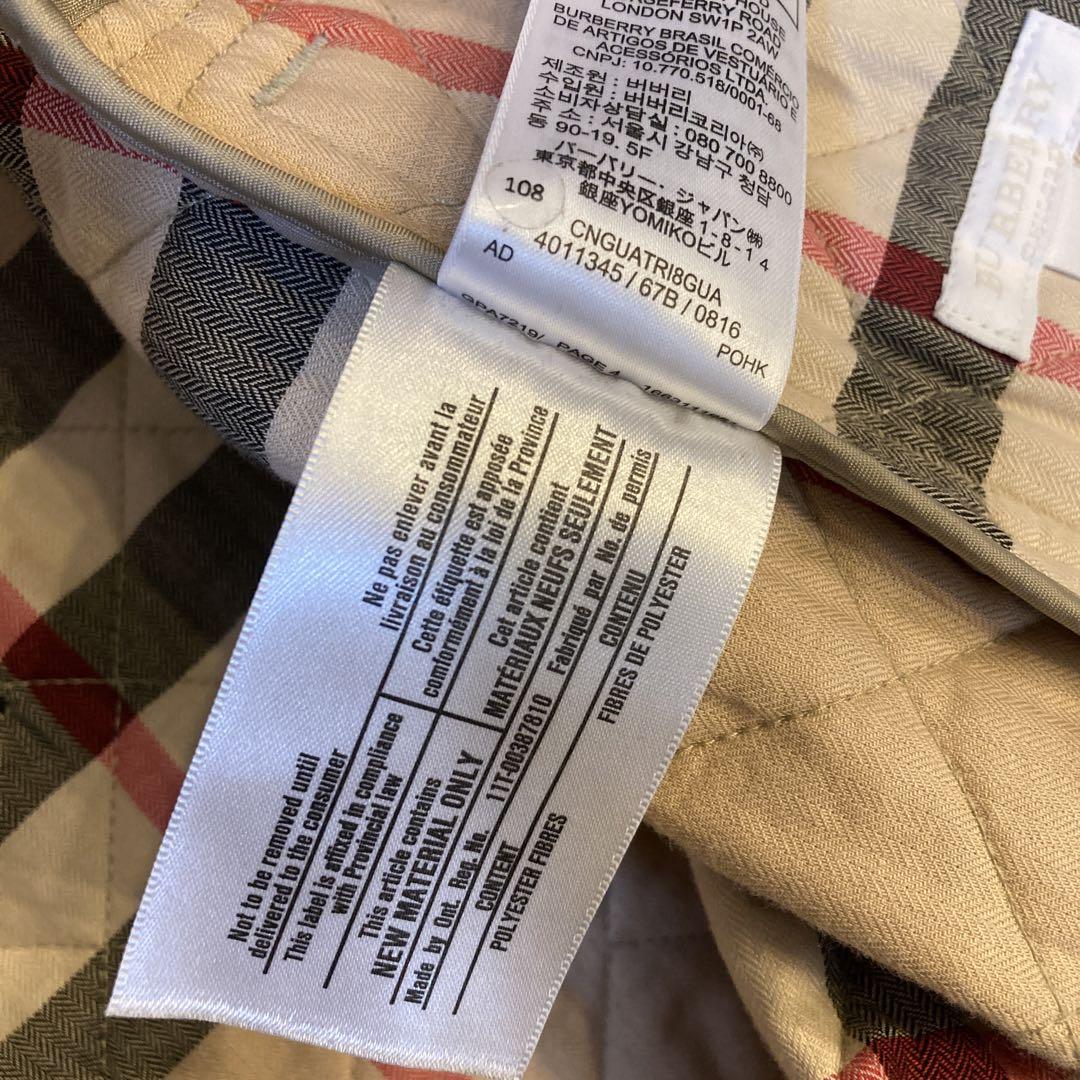 HOUSE
HORSEFERRY ROAD
LONDON SW1P 2AW
BURBERRY BRASIL COMÉRCIO
DE ARTIGOS DE VESTUÁRIO E
ACESSÓRIOS LTDA.
CNPJ: 10.770.518/0001-68
제조원 : 버버리
수입원 : 버버리코리아㈜
소비자상담실 : 080 700 8800
주소 : 서울시 강남구 청담
동 90-19. 5F
バーバリー・ジャパン㈱
東京都中央区銀座 1-8-14
銀座YOMIKOビル
108
CNGUATRI8GUA
AD 4011345 / 67B / 0816
POHK
GPA7219/ PAGE 4
BURBERRY
Ne pas enlever avant la
livraison au consommateur
Cette étiquette est apposée
conformément à la loi de la Province
Cet article contient
MATÉRIAUX NEUFS SEULEMENT
Fabriqué par No. de permis
CONTENU
FIBRES DE POLYESTER
Not to be removed until
delivered to the consumer
This label is affixed in compliance
with Provincial law
This article contains
NEW MATERIAL ONLY
Made by Ont. Reg. No. 11T-00387810
CONTENT
POLYESTER FIBRES